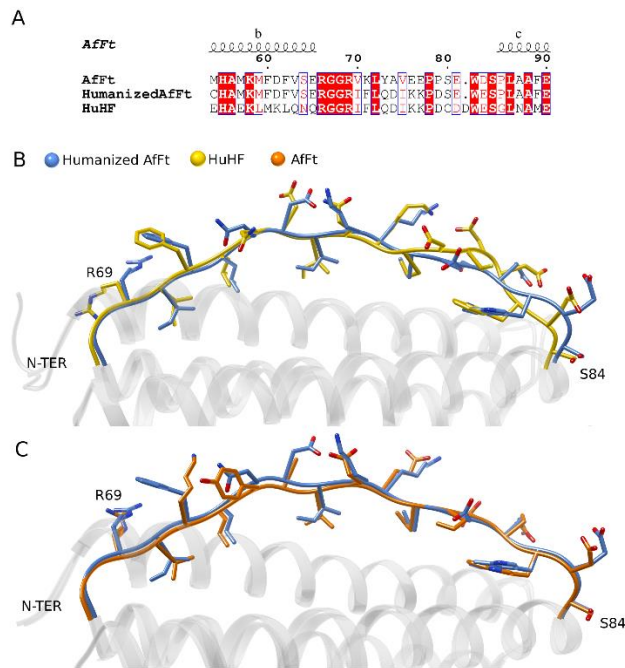 A
b c
AfFt
60 70 80 90
AfFt MHAMKMFDFVSERGGRVKLYAVEEPPSE.WDSPLAAFE
HumanizedAfFt CHAMKMFDFVSERGGRIFLQDIKKPDSE.WESPLAAFE
HuHF EHAEKLMKLQNQRGGRIFLQDIKKPDCDDWESGLNAME
B Humanized AfFt HuHF AfFt
R69
N-TER
S84
C
R69
N-TER
S84